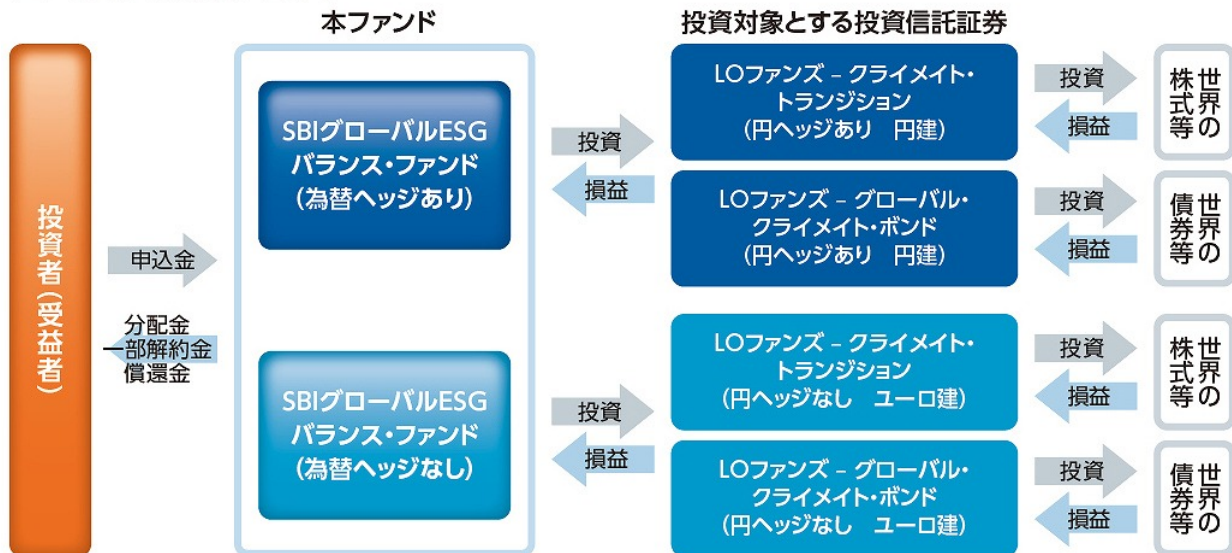 本ファンド
投資対象とする投資信託証券
投資者（受益者）
申込金
分配金
一部解約金
償還金
SBIグローバルESG
バランス・ファンド
（為替ヘッジあり）
投資
損益
LOファンズ – クライメイト・
トランジション
（円ヘッジあり　円建）
投資
損益
世界の
株式等
LOファンズ – グローバル・
クライメイト・ボンド
（円ヘッジあり　円建）
投資
損益
世界の
債券等
SBIグローバルESG
バランス・ファンド
（為替ヘッジなし）
投資
損益
LOファンズ – クライメイト・
トランジション
（円ヘッジなし　ユーロ建）
投資
損益
世界の
株式等
LOファンズ – グローバル・
クライメイト・ボンド
（円ヘッジなし　ユーロ建）
投資
損益
世界の
債券等